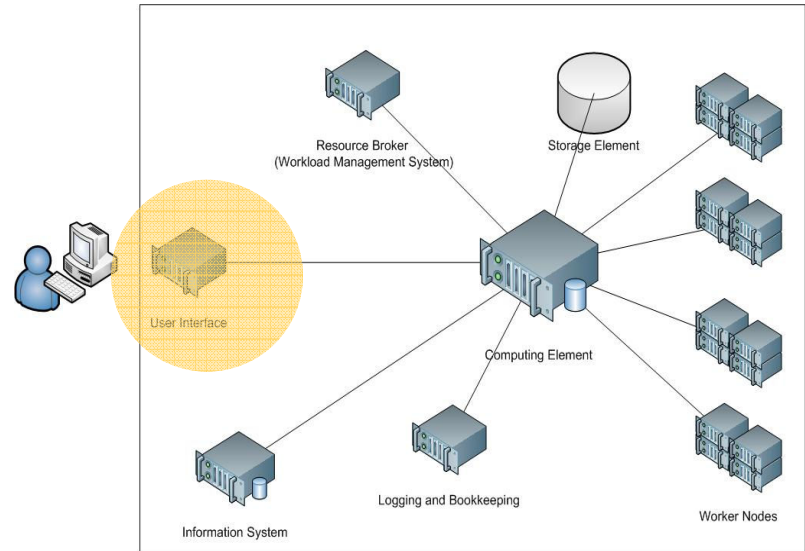 Resource Broker
(Workload Management System)
Storage Element
User Interface
Computing Element
Logging and Bookkeeping
Information System
Worker Nodes